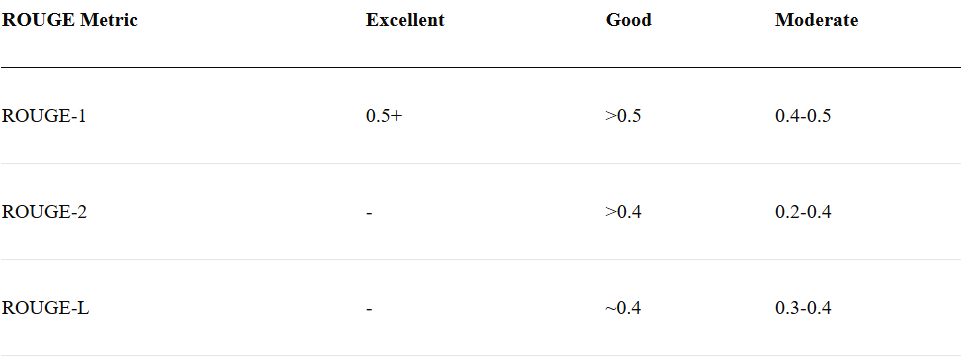 ROUGE Metric Excellent Good Moderate
ROUGE-1 0.5+ >0.5 0.4-0.5
ROUGE-2 - >0.4 0.2-0.4
ROUGE-L - ~0.4 0.3-0.4